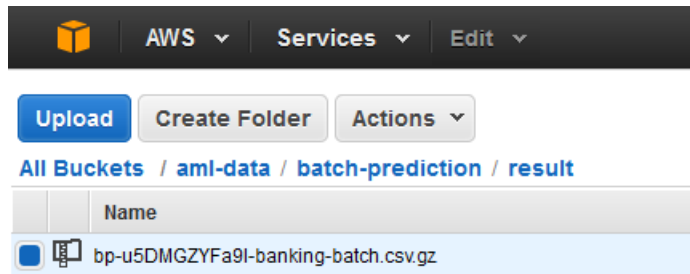 AWS Services Edit
Upload Create Folder Actions
All Buckets / aml-data / batch-prediction / result
Name
bp-u5DMGZYFa9I-banking-batch.csv.gz